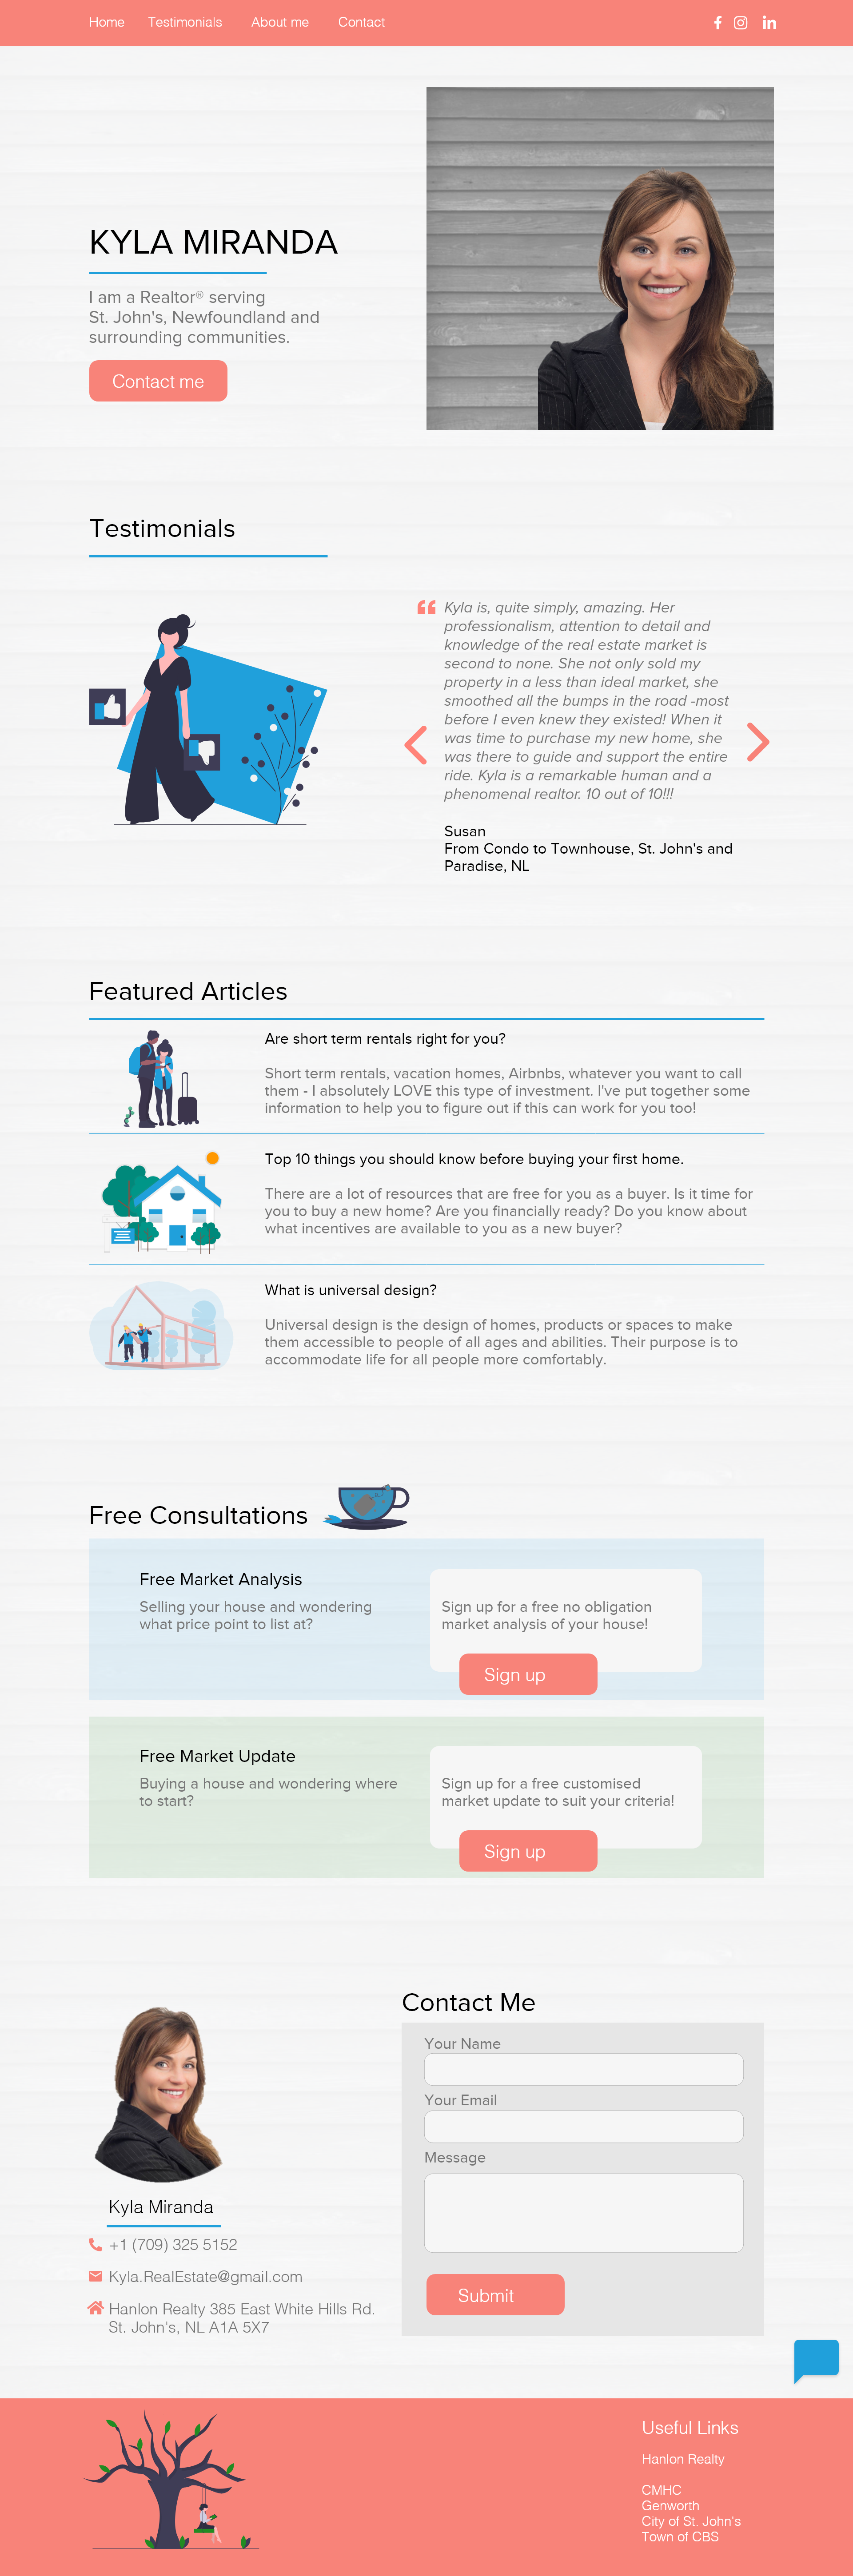 Home Testimonials About me Contact
KYLA MIRANDA
I am a Realtor® serving
St. John's, Newfoundland and
surrounding communities.
Contact me
Testimonials
Kyla is, quite simply, amazing. Her
professionalism, attention to detail and
knowledge of the real estate market is
second to none. She not only sold my
property in a less than ideal market, she
smoothed all the bumps in the road -most
before I even knew they existed! When it
was time to purchase my new home, she
was there to guide and support the entire
ride. Kyla is a remarkable human and a
phenomenal realtor. 10 out of 10!!!
Susan
From Condo to Townhouse, St. John's and
Paradise, NL
Featured Articles
Are short term rentals right for you?
Short term rentals, vacation homes, Airbnbs, whatever you want to call
them - I absolutely LOVE this type of investment. I've put together some
information to help you to figure out if this can work for you too!
Top 10 things you should know before buying your first home.
There are a lot of resources that are free for you as a buyer. Is it time for
you to buy a new home? Are you financially ready? Do you know about
what incentives are available to you as a new buyer?
What is universal design?
Universal design is the design of homes, products or spaces to make
them accessible to people of all ages and abilities. Their purpose is to
accommodate life for all people more comfortably.
Free Consultations
Free Market Analysis
Selling your house and wondering
what price point to list at?
Sign up for a free no obligation
market analysis of your house!
Sign up
Free Market Update
Buying a house and wondering where
to start?
Sign up for a free customised
market update to suit your criteria!
Sign up
Contact Me
Your Name
Your Email
Message
Submit
Kyla Miranda
+1 (709) 325 5152
Kyla.RealEstate@gmail.com
Hanlon Realty 385 East White Hills Rd.
St. John's, NL A1A 5X7
Useful Links
Hanlon Realty
CMHC
Genworth
City of St. John's
Town of CBS